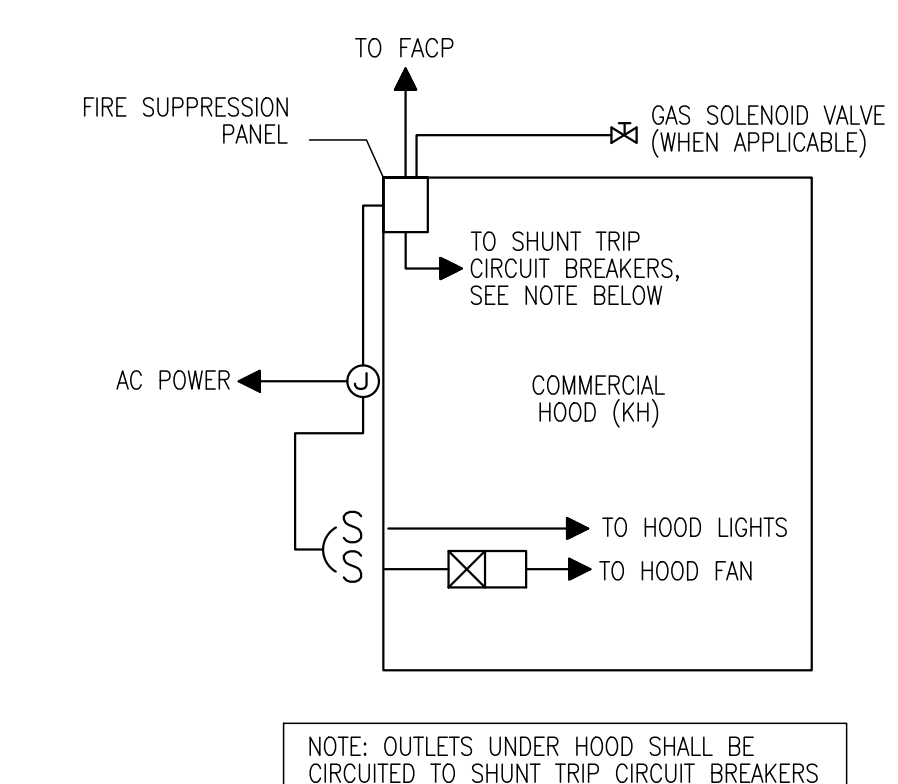 TO FACP
FIRE SUPPRESSION
PANEL
GAS SOLENOID VALVE
(WHEN APPLICABLE)
TO SHUNT TRIP
CIRCUIT BREAKERS,
SEE NOTE BELOW
AC POWER
J
COMMERCIAL
HOOD (KH)
S
TO HOOD LIGHTS
S
TO HOOD FAN
NOTE: OUTLETS UNDER HOOD SHALL BE
CIRCUITED TO SHUNT TRIP CIRCUIT BREAKERS